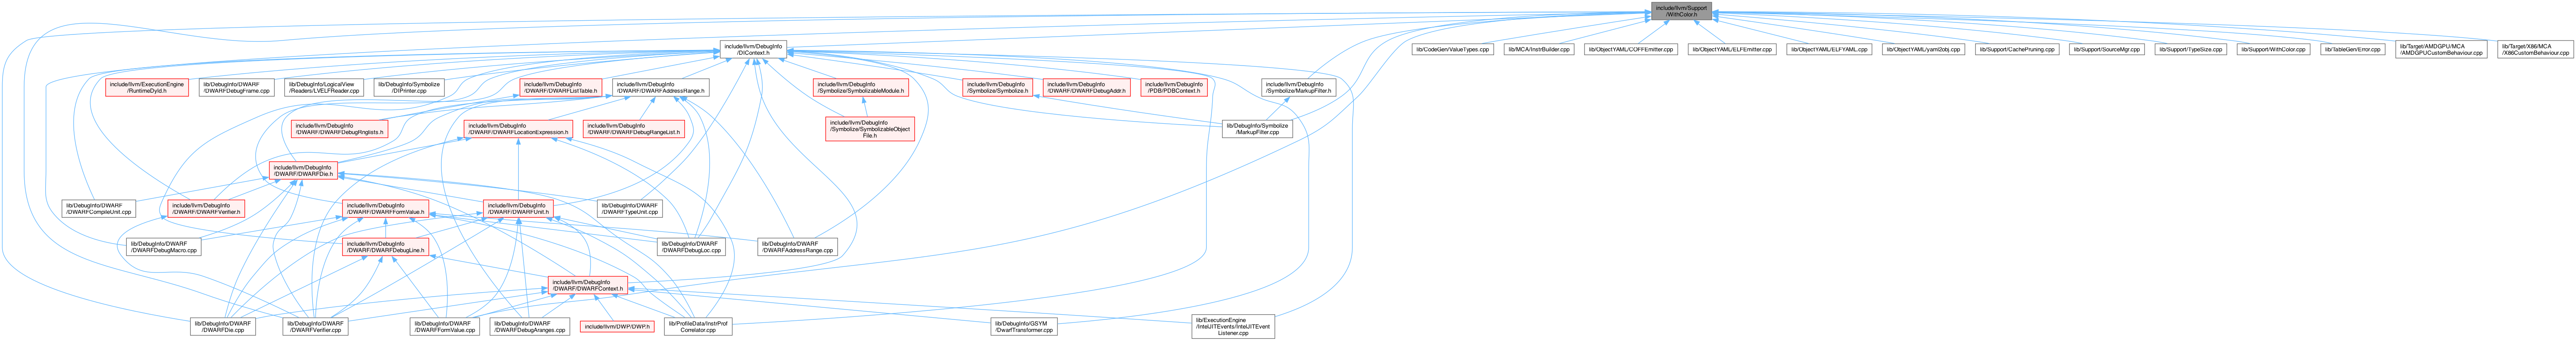 include/llvm/Support
/WithColor.h
include/llvm/DebugInfo
/DIContext.h
lib/CodeGen/ValueTypes.cpp
lib/MCA/InstrBuilder.cpp
lib/ObjectYAML/COFFEmitter.cpp
lib/ObjectYAML/ELFEmitter.cpp
lib/ObjectYAML/ELFYAML.cpp
lib/ObjectYAML/yaml2obj.cpp
lib/Support/CachePruning.cpp
lib/Support/SourceMgr.cpp
lib/Support/TypeSize.cpp
lib/Support/WithColor.cpp
lib/TableGen/Error.cpp
lib/Target/AMDGPU/MCA
/AMDGPUCustomBehaviour.cpp
lib/Target/X86/MCA
/X86CustomBehaviour.cpp
include/llvm/ExecutionEngine
/RuntimeDyld.h
lib/DebugInfo/DWARF
/DWARFDebugFrame.cpp
lib/DebugInfo/LogicalView
/Readers/LVELFReader.cpp
lib/DebugInfo/Symbolize
/DIPrinter.cpp
include/llvm/DebugInfo
/DWARF/DWARFListTable.h
include/llvm/DebugInfo
/DWARF/DWARFAddressRange.h
include/llvm/DebugInfo
/Symbolize/SymbolizableModule.h
include/llvm/DebugInfo
/Symbolize/Symbolize.h
include/llvm/DebugInfo
/DWARF/DWARFDebugAddr.h
include/llvm/DebugInfo
/PDB/PDBContext.h
include/llvm/DebugInfo
/Symbolize/MarkupFilter.h
include/llvm/DebugInfo
/DWARF/DWARFDebugRnglists.h
include/llvm/DebugInfo
/DWARF/DWARFLocationExpression.h
include/llvm/DebugInfo
/DWARF/DWARFDebugRangeList.h
include/llvm/DebugInfo
/Symbolize/SymbolizableObject
File.h
lib/DebugInfo/Symbolize
/MarkupFilter.cpp
include/llvm/DebugInfo
/DWARF/DWARFDie.h
lib/DebugInfo/DWARF
/DWARFCompileUnit.cpp
include/llvm/DebugInfo
/DWARF/DWARFVerifier.h
include/llvm/DebugInfo
/DWARF/DWARFFormValue.h
include/llvm/DebugInfo
/DWARF/DWARFUnit.h
lib/DebugInfo/DWARF
/DWARFTypeUnit.cpp
lib/DebugInfo/DWARF
/DWARFDebugMacro.cpp
include/llvm/DebugInfo
/DWARF/DWARFDebugLine.h
lib/DebugInfo/DWARF
/DWARFDebugLoc.cpp
lib/DebugInfo/DWARF
/DWARFAddressRange.cpp
include/llvm/DebugInfo
/DWARF/DWARFContext.h
lib/DebugInfo/DWARF
/DWARFDie.cpp
lib/DebugInfo/DWARF
/DWARFVerifier.cpp
lib/DebugInfo/DWARF
/DWARFFormValue.cpp
lib/DebugInfo/DWARF
/DWARFDebugAranges.cpp
include/llvm/DWP/DWP.h
lib/ProfileData/InstrProf
Correlator.cpp
lib/DebugInfo/GSYM
/DwarfTransformer.cpp
lib/ExecutionEngine
/IntelJITEvents/IntelJITEvent
Listener.cpp